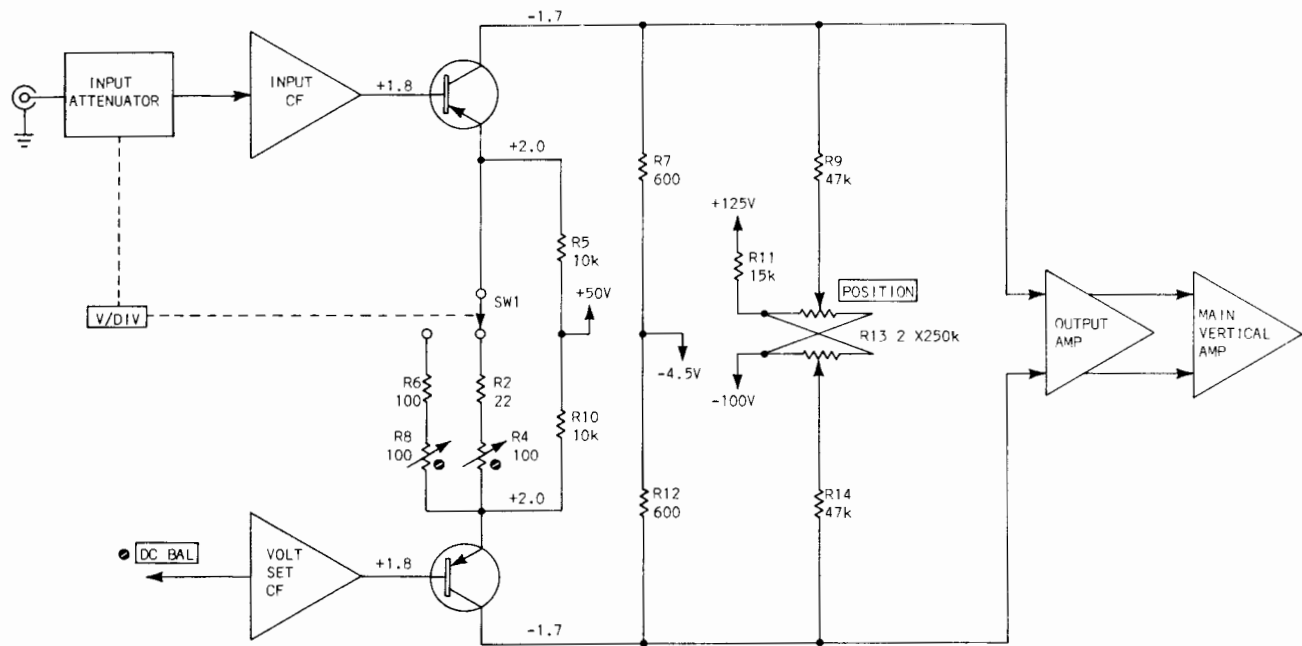 -1.7
INPUT
ATTENUATOR
INPUT
CF
+1.8
+2.0
R7
600
R9
47k
+125V
R11
15k
R5
10k
+50V
POSITION
SW1
V/DIV
R13 2 X250k
-4.5V
-100V
OUTPUT
AMP
MAIN
VERTICAL
AMP
R6
100
R2
22
R10
10k
R8
100
R4
100
+2.0
R12
600
R14
47k
DC BAL
VOLT
SET
CF
+1.8
-1.7